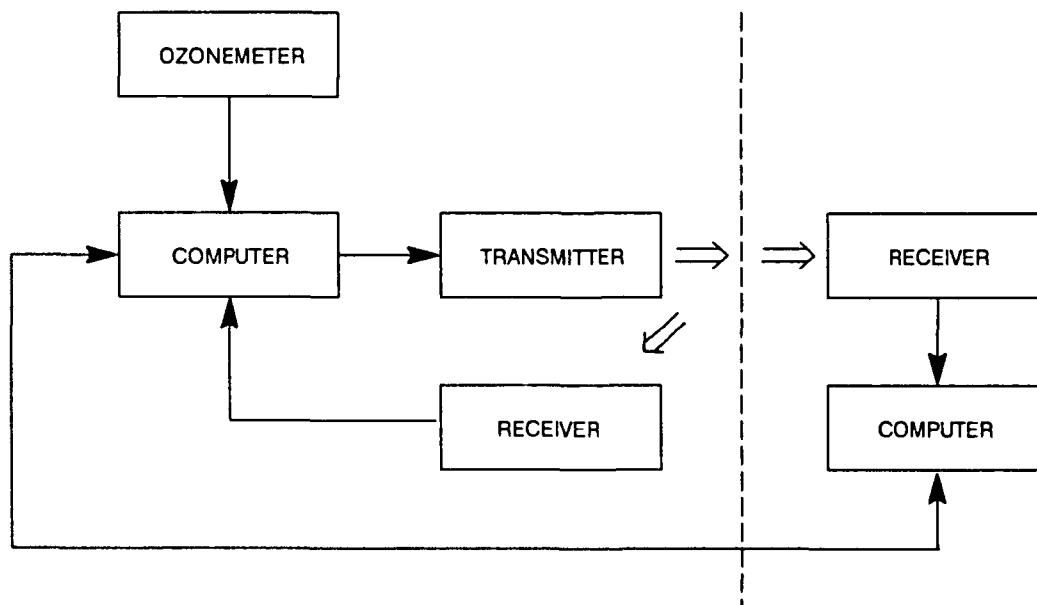 OZONEMETER
COMPUTER
TRANSMITTER
RECEIVER
RECEIVER
COMPUTER